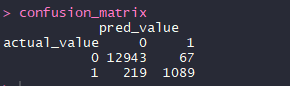 > confusion_matrix
pred_value
actual_value 0 1
0 12943 67
1 219 1089